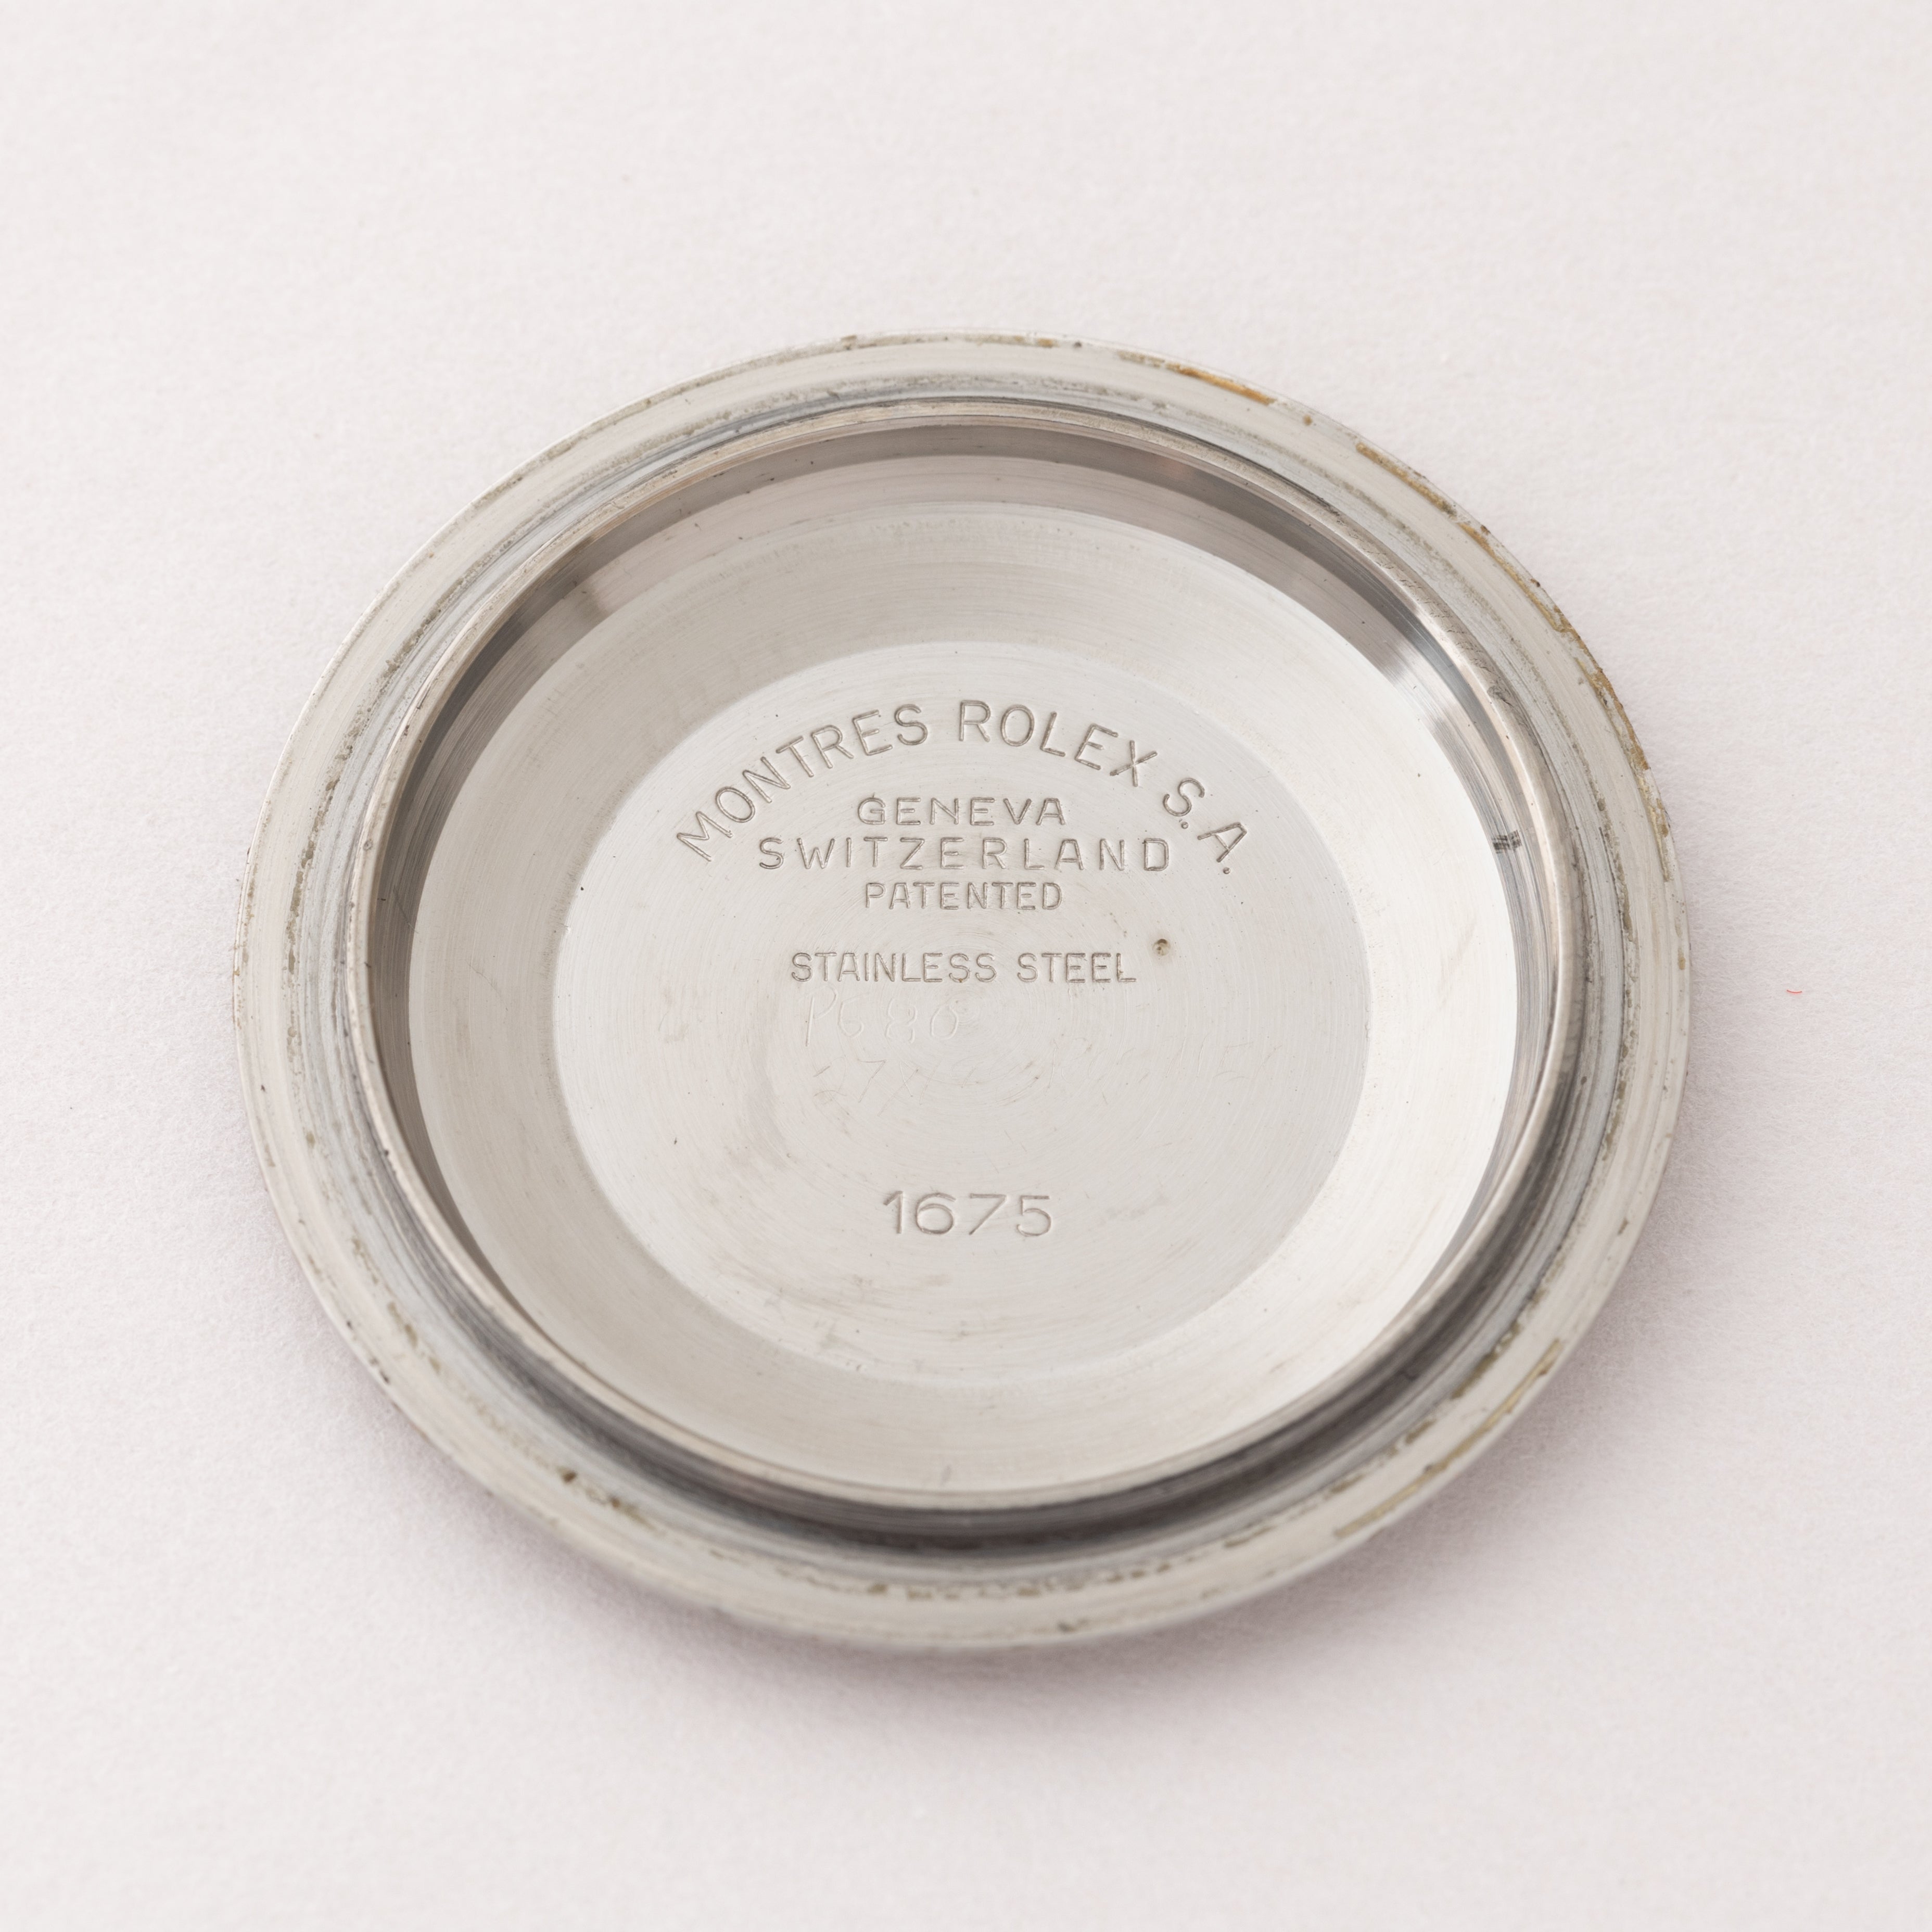 MONTRES ROLEX S.A.
GENEVA
SWITZERLAND
PATENTED
STAINLESS STEEL
1675